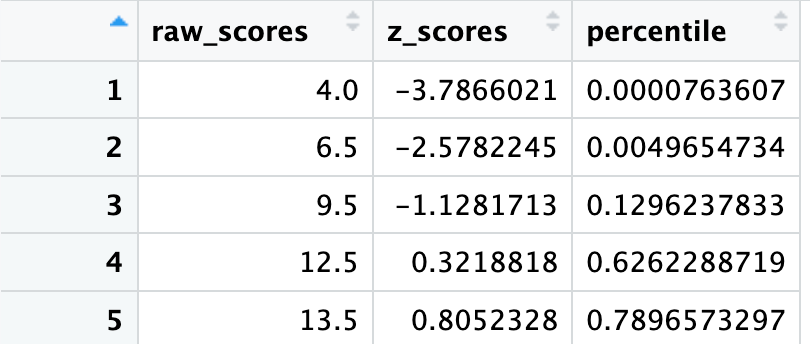 raw_scores z_scores percentile
1 4.0 -3.7866021 0.0000763607
2 6.5 -2.5782245 0.0049654734
3 9.5 -1.1281713 0.1296237833
4 12.5 0.3218818 0.6262288719
5 13.5 0.8052328 0.7896573297